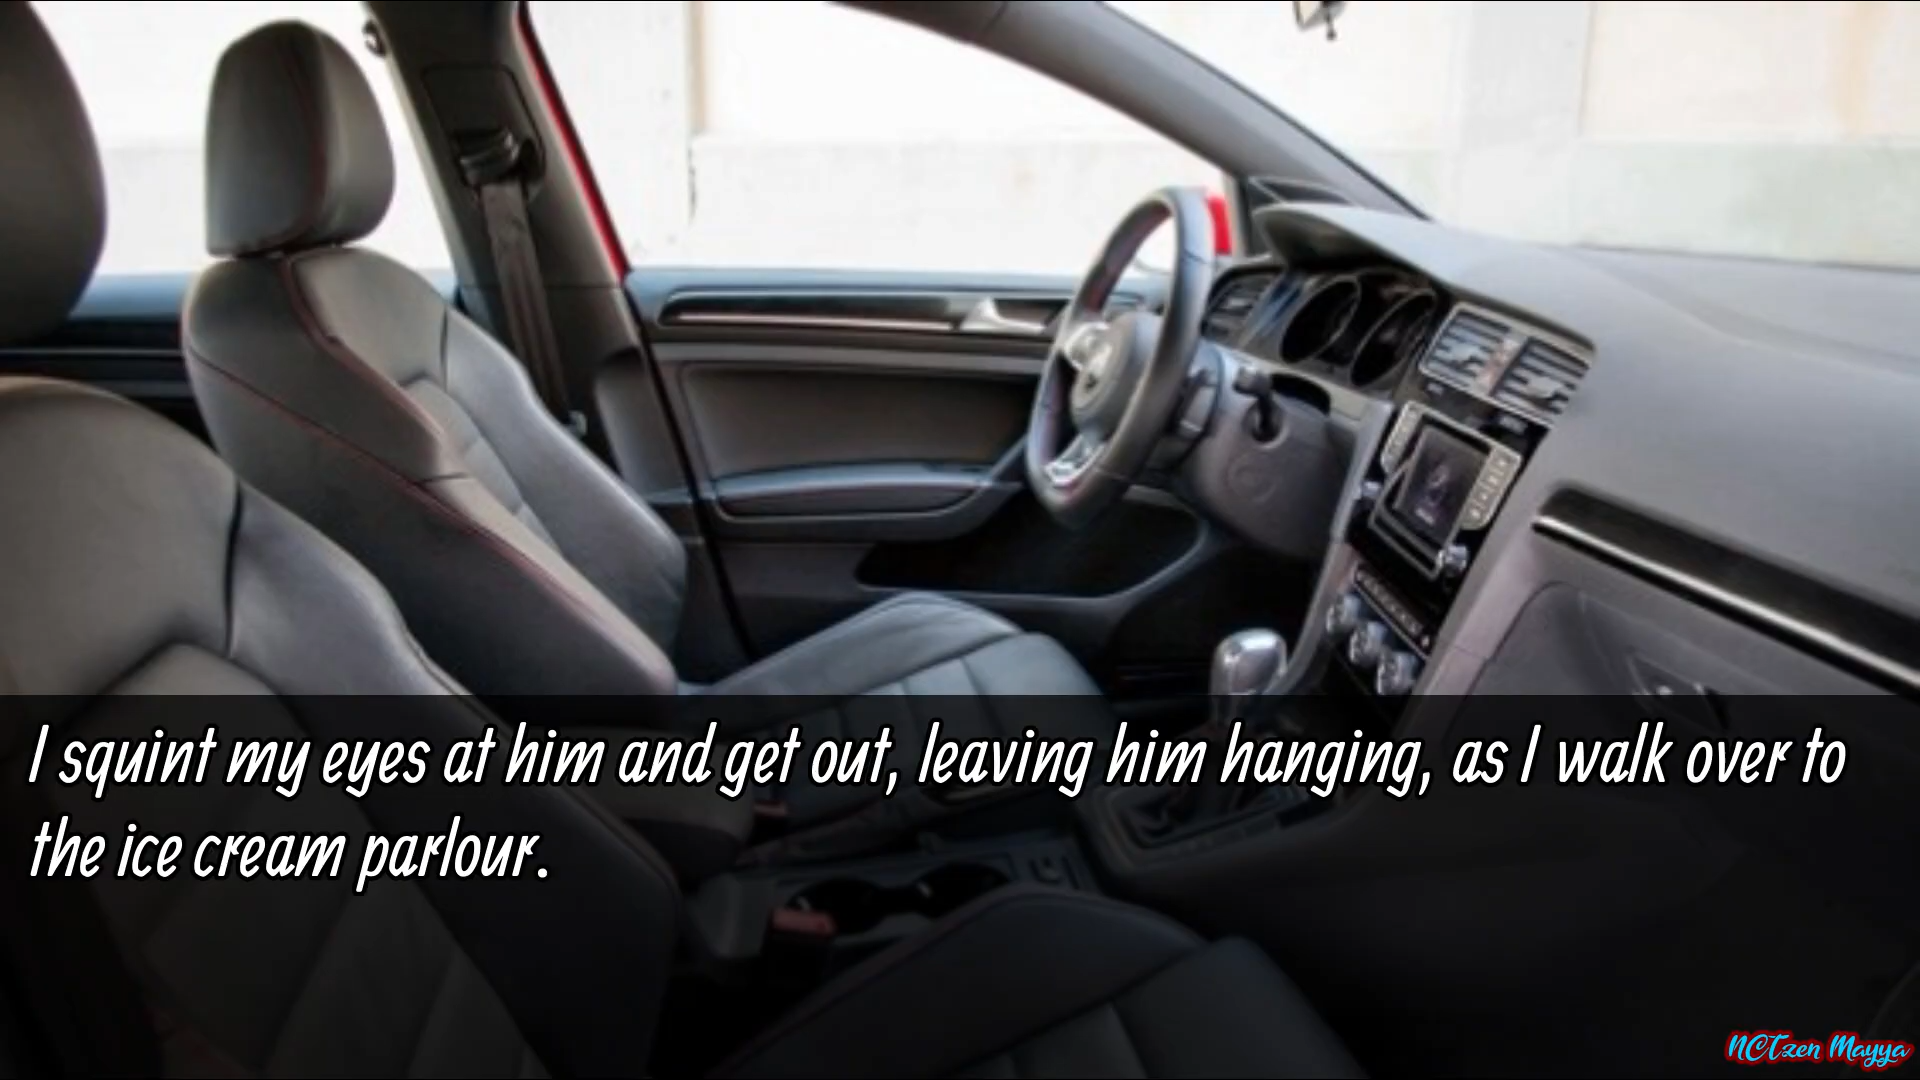 I squint my eyes at him and get out, leaving him hanging, as I walk over to
the ice cream parlour.
NCTzen Mayya